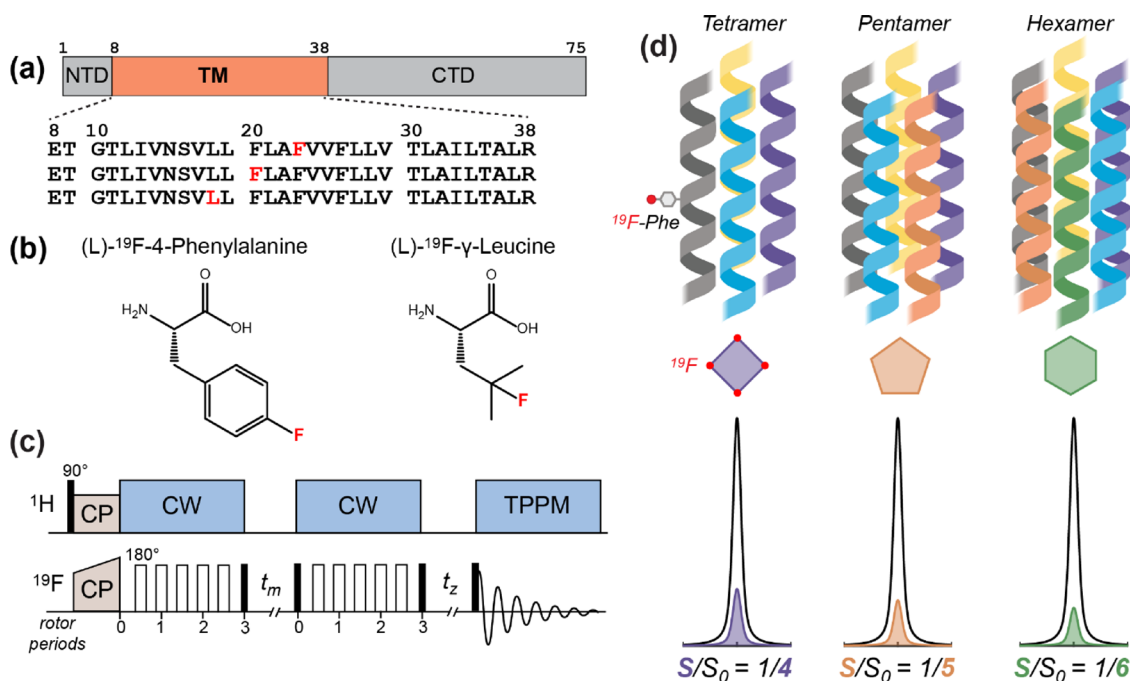 (a)
1 8 38 75
NTD TM CTD
8 10 20 30 38
ET GTLIVNSVLL FLAFVVFLLV TLAILTALR
ET GTLIVNSVLL FLAFVVFLLV TLAILTALR
ET GTLIVNSVLL FLAFVVFLLV TLAILTALR
(b)
(L)-¹⁹F-4-Phenylalanine
(L)-¹⁹F-γ-Leucine
O
H₂N
OH
F
O
H₂N
OH
F
(c)
90°
¹H
CP CW CW TPPM
180°
¹⁹F
CP tₘ t_z
rotor
periods
0 1 2 3 0 1 2 3
(d)
Tetramer Pentamer Hexamer
¹⁹F-Phe
¹⁹F
S/S₀ = 1/4 S/S₀ = 1/5 S/S₀ = 1/6